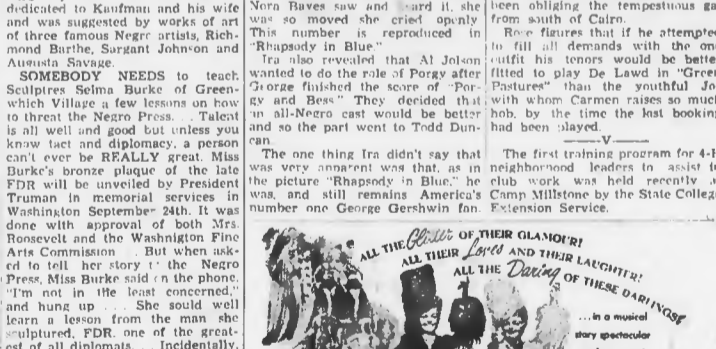 dedicated to Kaufman and his wife
and was suggested by works of art
of three famous Negro artists, Rich-
mond Barthe, Sargant Johnson and
Augusta Savage.
SOMEBODY NEEDS to teach
Sculptres Selma Burke of Green-
which Village a few lessons on how
to threat the Negro Press. . . Talent
is all well and good but unless you
know tact and diplomacy, a person
can't ever be REALLY great. Miss
Burke's bronze plaque of the late
FDR will be unveiled by President
Truman in memorial services in
Washington September 24th. It was
done with approval of both Mrs.
Roosevelt and the Washnigton Fine
Arts Commission . . But when ask-
ed to tell her story to the Negro
Press, Miss Burke said on the phone,
"I'm not in the least concerned,"
and hung up . . . She sould well
learn a lesson from the man she
sculptured, FDR. one of the great-
est of all diplomats. . . Incidentally,
Nora Bayes saw and heard it, she
was so moved she cried openly
This number is reproduced in
"Rhapsody in Blue."
Ira also revealed that Al Jolson
wanted to do the role of Porgy after
George finished the score of "Por-
gy and Bess" They decided that
an all-Negro cast would be better
and so the part went to Todd Dun-
can.
The one thing Ira didn't say that
was very apparent was that, as in
the picture "Rhapsody in Blue," he
was, and still remains America's
number one George Gershwin fan.
been obliging the tempestuous
from south of Cairo.
Rose figures that if he attempted
to fill all demands with the one
outfit his tenors would be better
fitted to play De Lawd in "Green
Pastures" than the youthful
with whom Carmen raises so much
hob, by the time the last booking
had been played.
V
The first training program for
neighborhood leaders to assist
club work was held recently
Camp Millstone by the State College
Extension Service.
ALL THE Glitter OF THEIR GLAMOUR!
ALL THEIR Loves AND THEIR LAUGHTER!
ALL THE Daring OF THESE DARLINGS!
...in a musical
story spectacular